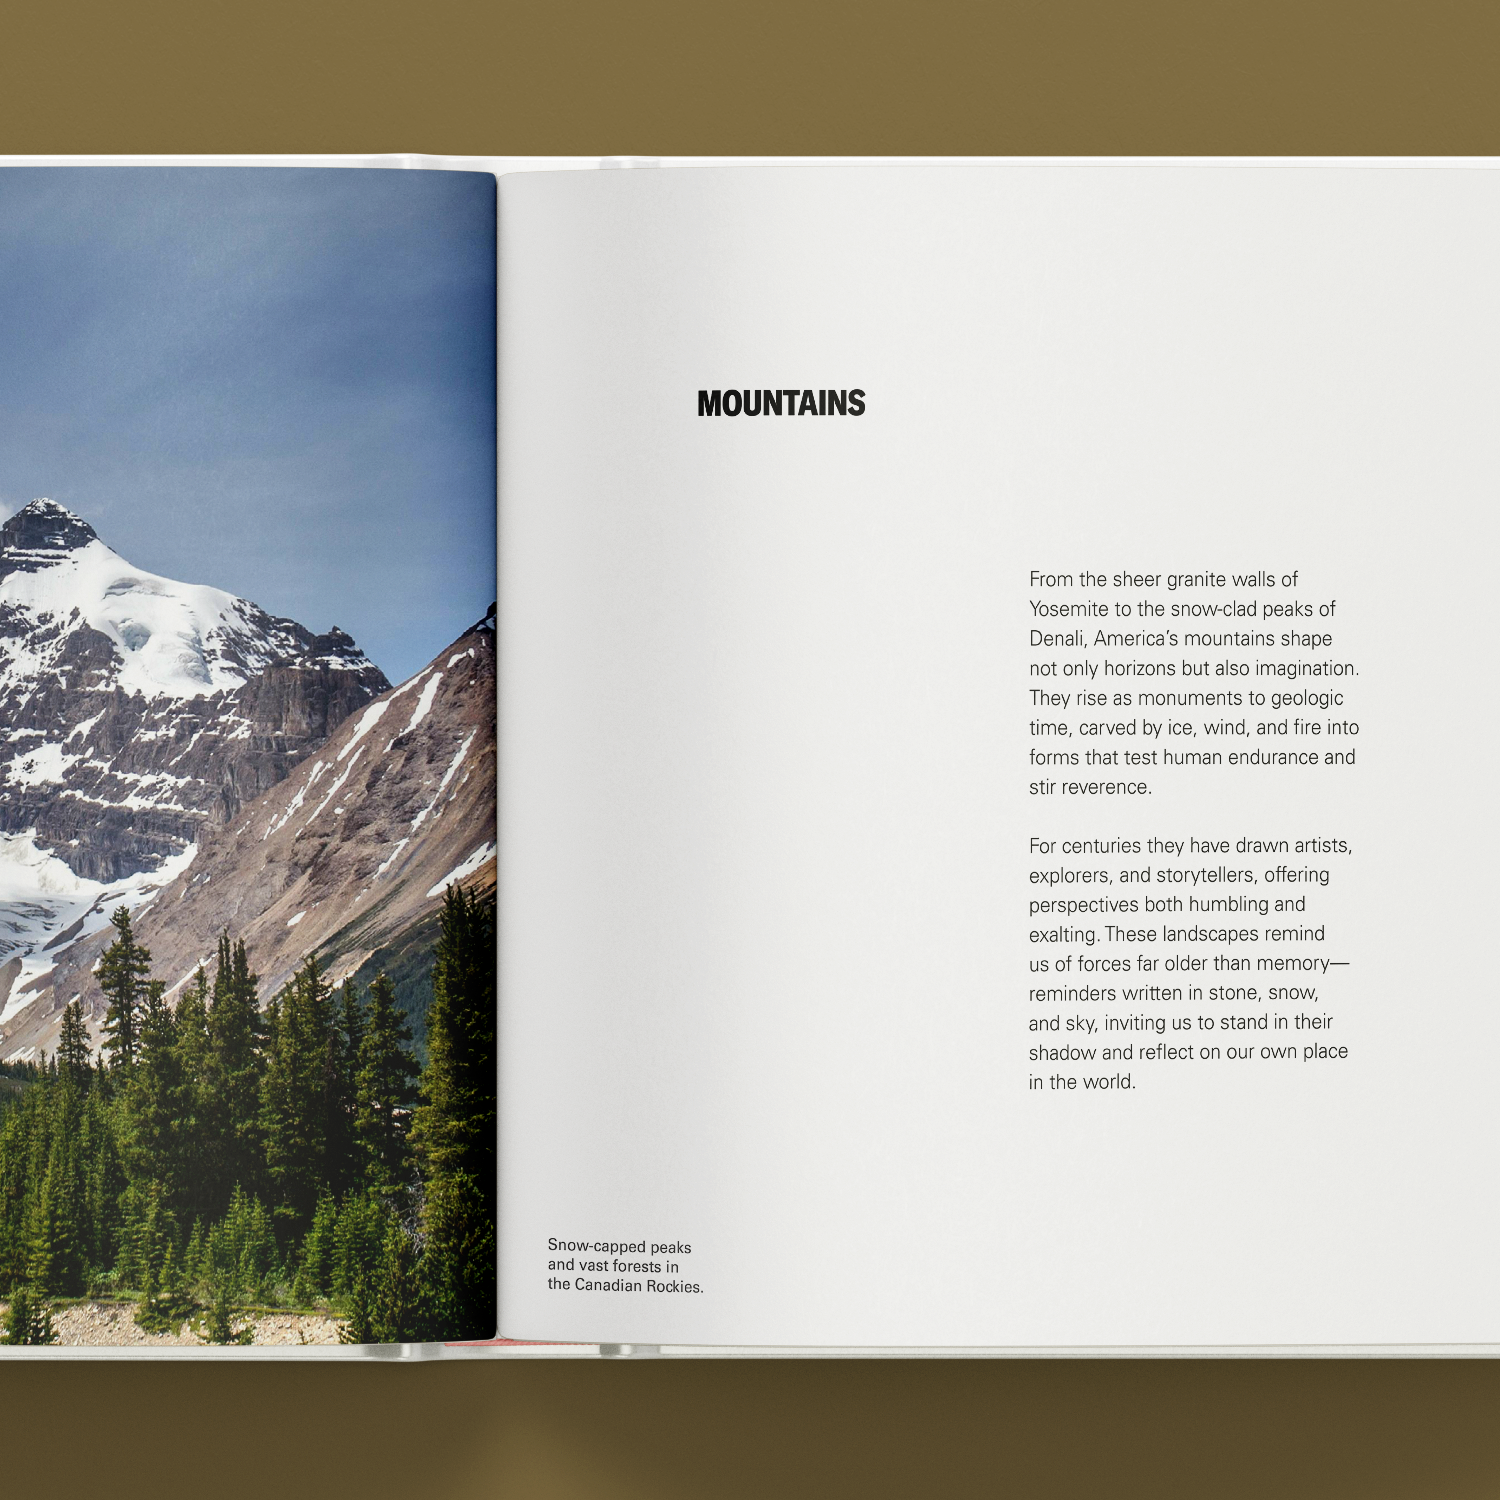 MOUNTAINS
From the sheer granite walls of
Yosemite to the snow-clad peaks of
Denali, America’s mountains shape
not only horizons but also imagination.
They rise as monuments to geologic
time, carved by ice, wind, and fire into
forms that test human endurance and
stir reverence.
For centuries they have drawn artists,
explorers, and storytellers, offering
perspectives both humbling and
exalting. These landscapes remind
us of forces far older than memory—
reminders written in stone, snow,
and sky, inviting us to stand in their
shadow and reflect on our own place
in the world.
Snow-capped peaks
and vast forests in
the Canadian Rockies.